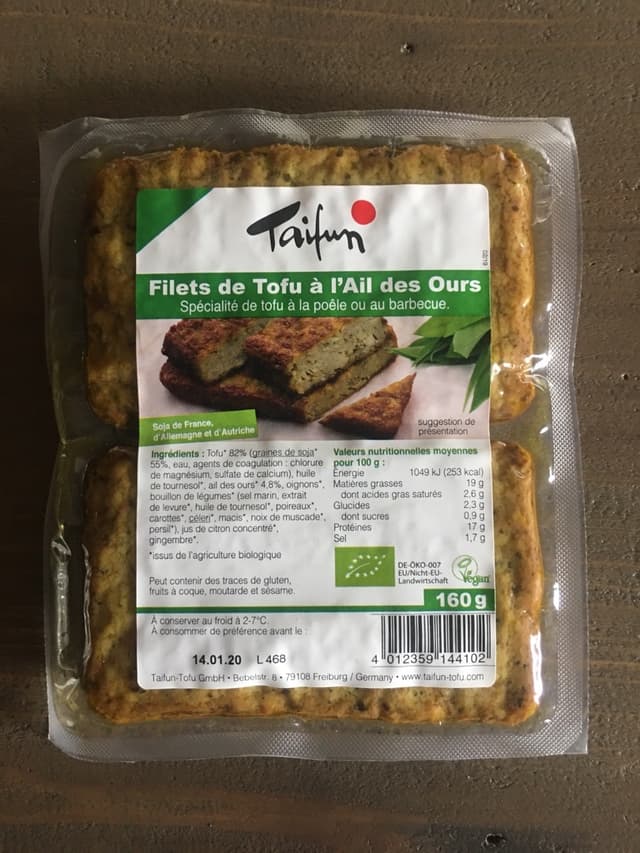 Taifun
02/19
Filets de Tofu à l'Ail des Ours
Spécialité de tofu à la poêle ou au barbecue.
Soja de France,
d'Allemagne et d'Autriche
suggestion de
présentation
Ingrédients : Tofu* 82% (graines de soja*
55%, eau, agents de coagulation : chlorure
de magnésium, sulfate de calcium), huile
de tournesol*, ail des ours* 4,8%, oignons*,
bouillon de légumes* (sel marin, extrait
de levure*, huile de tournesol*, poireaux*,
carottes*, céleri*, macis*, noix de muscade*,
persil*), jus de citron concentré*,
gingembre*.
*issus de l'agriculture biologique
Peut contenir des traces de gluten,
fruits à coque, moutarde et sésame.
Valeurs nutritionnelles moyennes
pour 100 g :
Énergie 1049 kJ (253 kcal)
Matières grasses 19 g
dont acides gras saturés 2,6 g
Glucides 2,3 g
dont sucres 0,9 g
Protéines 17 g
Sel 1,7 g
DE-ÖKO-007
EU/Nicht-EU-
Landwirtschaft
Vegan
160 g
À conserver au froid à 2-7°C.
À consommer de préférence avant le :
14.01.20 L 468
4 012359 144102
Taifun-Tofu GmbH • Bebelstr. 8 • 79108 Freiburg / Germany • www.taifun-tofu.com